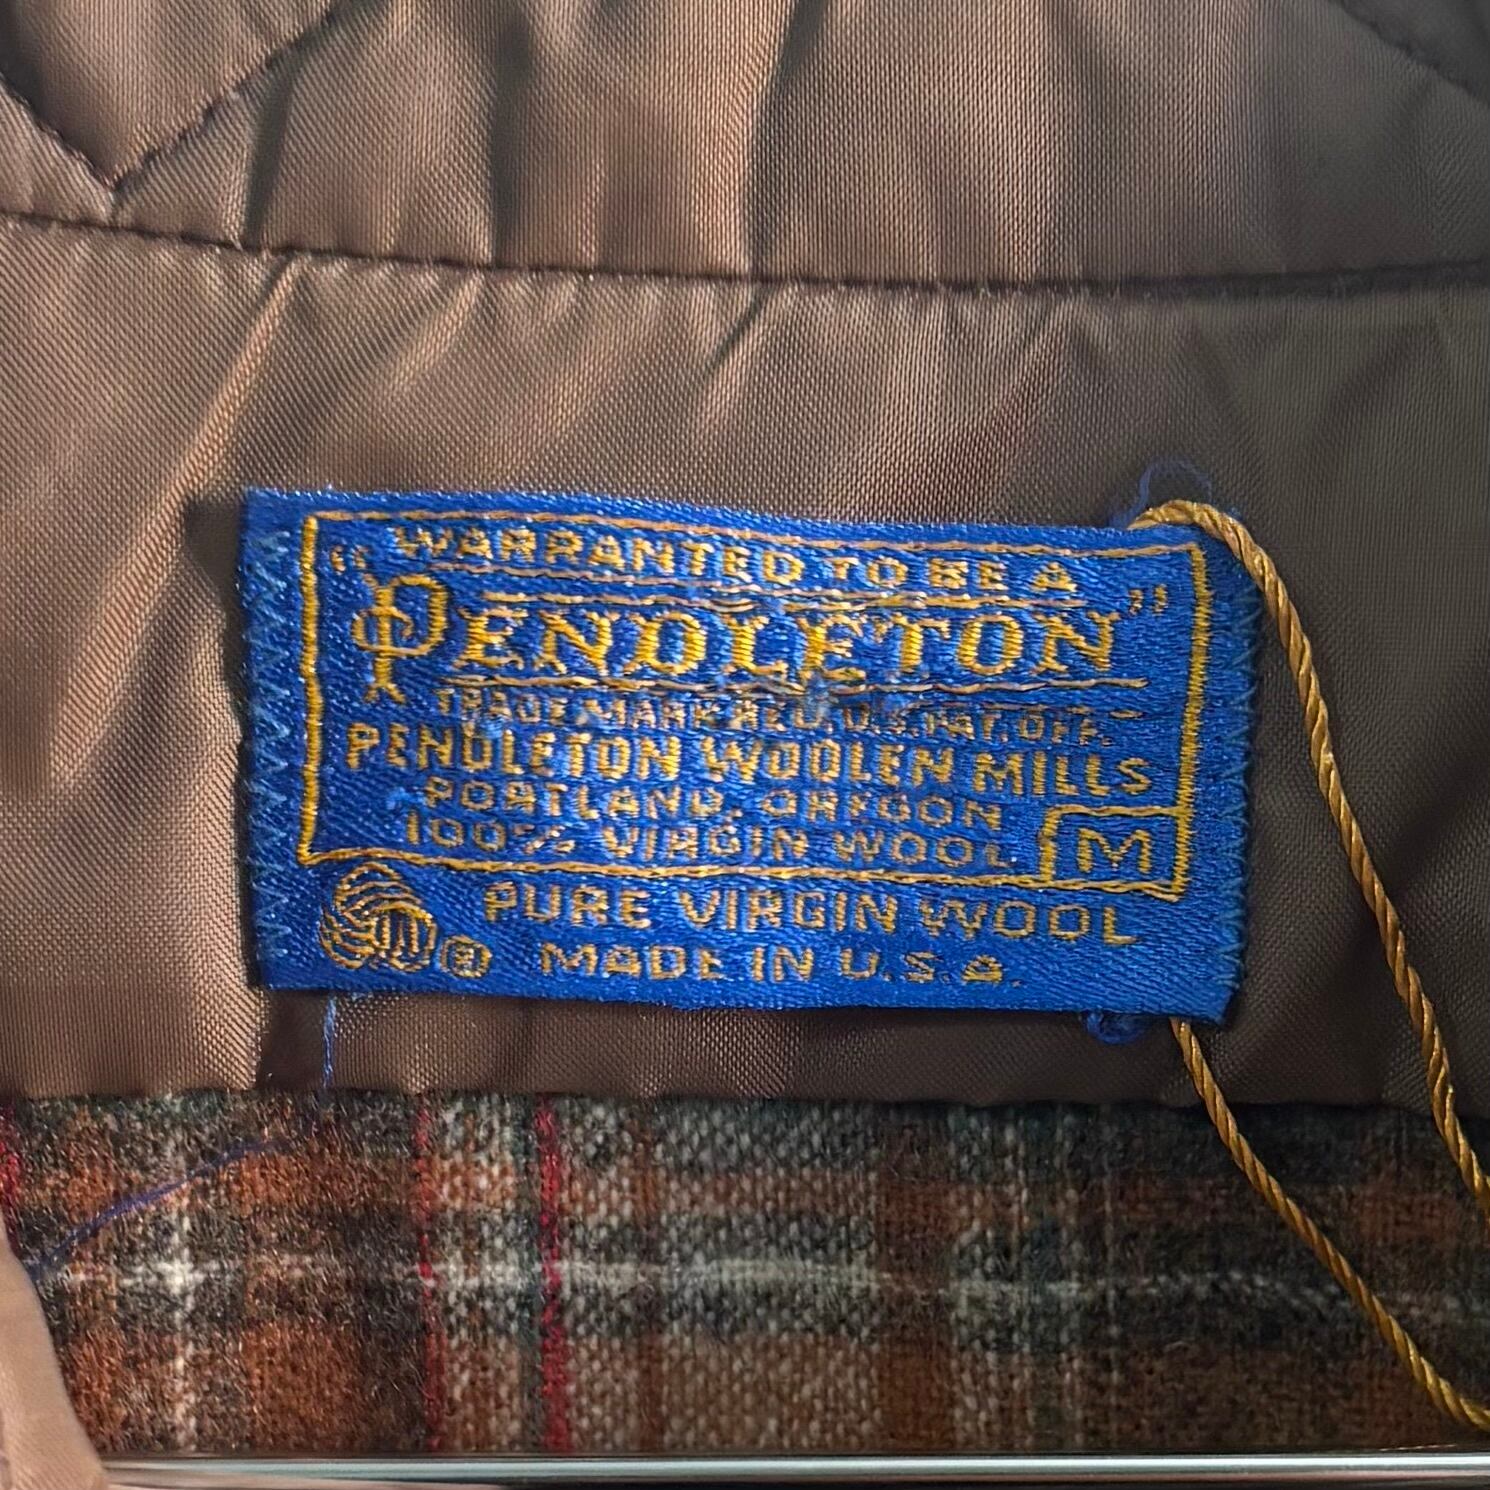 WARRANTED TO BE A
"PENDLETON"
TRADE MARK REG. U.S. PAT. OFF.
PENDLETON WOOLEN MILLS
PORTLAND, OREGON
100% VIRGIN WOOL
M
PURE VIRGIN WOOL
® MADE IN U.S.A.